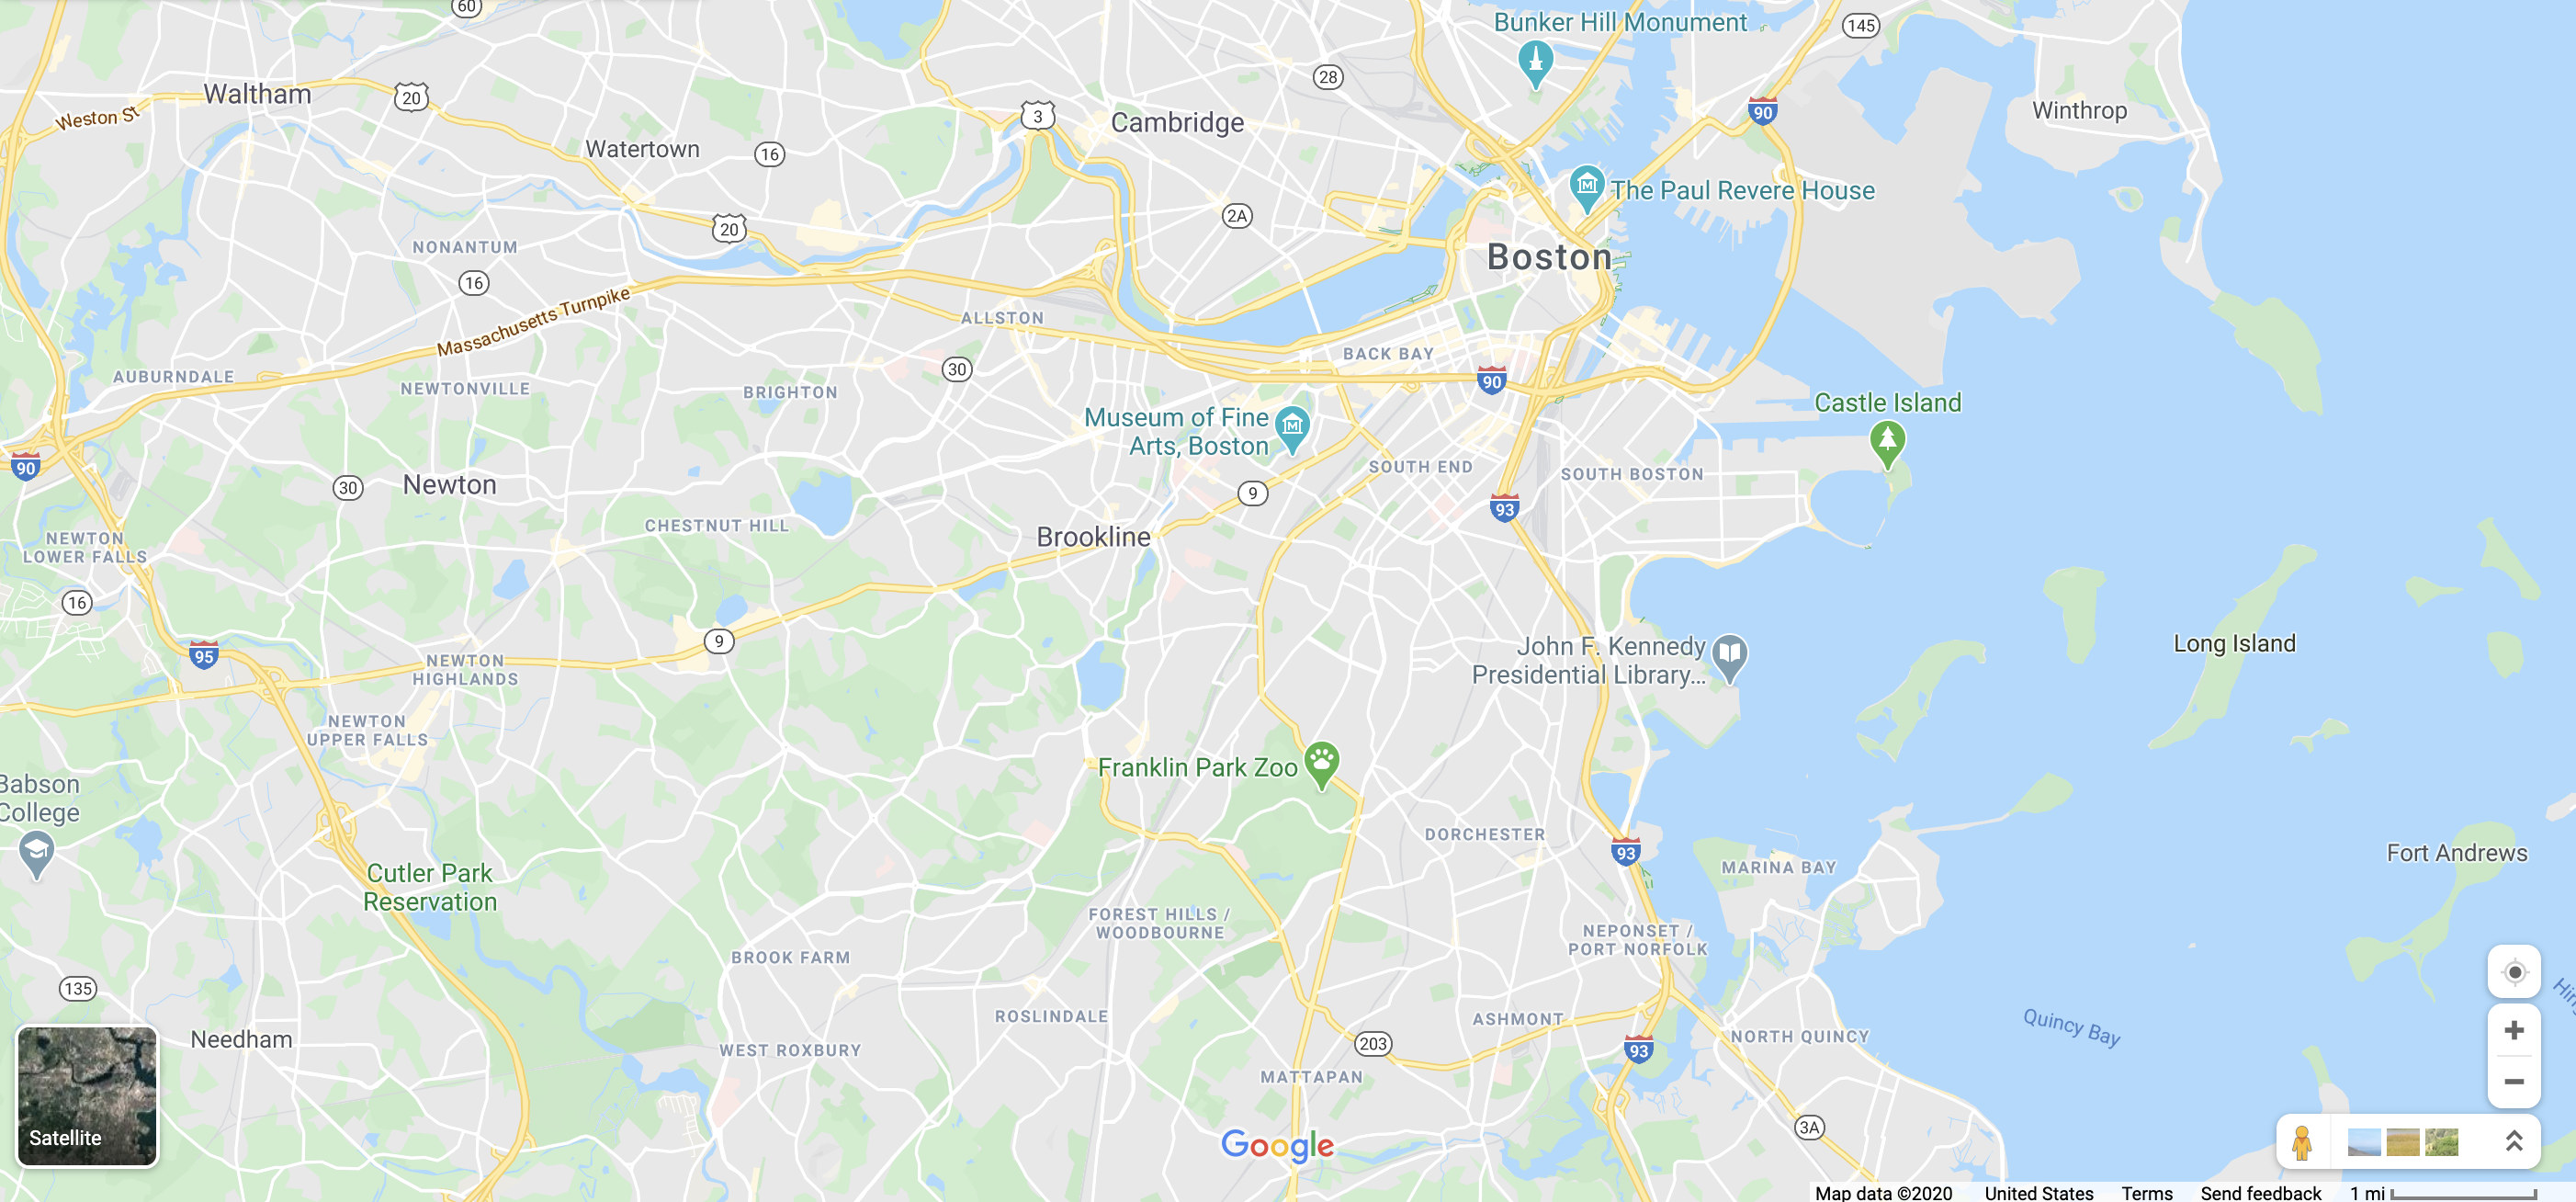 60
Bunker Hill Monument
145
Waltham
20
Weston St
28
3
Cambridge
90
Winthrop
Watertown
16
The Paul Revere House
2A
20
NONANTUM
Boston
16
Massachusetts Turnpike
ALLSTON
BACK BAY
AUBURNDALE
NEWTONVILLE
30
BRIGHTON
90
Castle Island
Museum of Fine
Arts, Boston
90
30
Newton
SOUTH END
SOUTH BOSTON
9
93
CHESTNUT HILL
Brookline
NEWTON
LOWER FALLS
16
95
9
NEWTON
HIGHLANDS
John F. Kennedy
Presidential Library...
Long Island
NEWTON
UPPER FALLS
Franklin Park Zoo
Babson
College
DORCHESTER
93
MARINA BAY
Fort Andrews
Cutler Park
Reservation
FOREST HILLS /
WOODBOURNE
NEPONSET /
PORT NORFOLK
BROOK FARM
135
Hin
ROSLINDALE
ASHMONT
Quincy Bay
NORTH QUINCY
Needham
WEST ROXBURY
203
93
MATTAPAN
3A
Satellite
Google
Map data ©2020 United States Terms Send feedback 1 mi